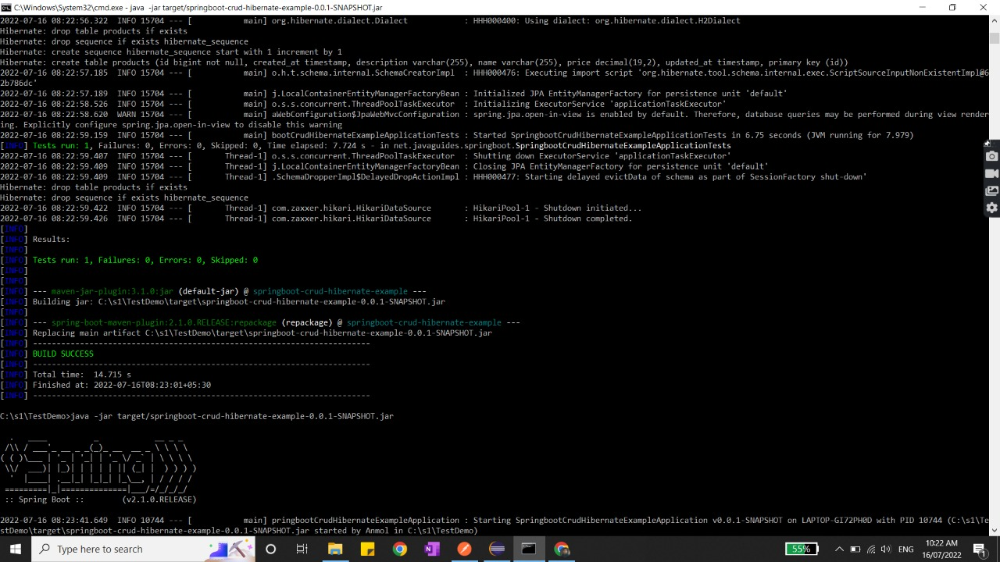 C:\Windows\System32\cmd.exe - java -jar target/springboot-crud-hibernate-example-0.0.1-SNAPSHOT.jar
2022-07-16 08:22:56.322  INFO 15704 --- [           main] org.hibernate.dialect.Dialect            : HHH000400: Using dialect: org.hibernate.dialect.H2Dialect
Hibernate: drop table products if exists
Hibernate: drop sequence if exists hibernate_sequence
Hibernate: create sequence hibernate_sequence start with 1 increment by 1
Hibernate: create table products (id bigint not null, created_at timestamp, description varchar(255), name varchar(255), price decimal(19,2), updated_at timestamp, primary key (id))
2022-07-16 08:22:57.185  INFO 15704 --- [           main] o.h.t.schema.internal.SchemaCreatorImpl  : HHH000476: Executing import script 'org.hibernate.tool.schema.internal.exec.ScriptSourceInputNonExistentImpl@6
2b786dc'
2022-07-16 08:22:57.189  INFO 15704 --- [           main] j.LocalContainerEntityManagerFactoryBean : Initialized JPA EntityManagerFactory for persistence unit 'default'
2022-07-16 08:22:58.526  INFO 15704 --- [           main] o.s.s.concurrent.ThreadPoolTaskExecutor  : Initializing ExecutorService 'applicationTaskExecutor'
2022-07-16 08:22:58.620  WARN 15704 --- [           main] aWebConfiguration$JpaWebMvcConfiguration : spring.jpa.open-in-view is enabled by default. Therefore, database queries may be performed during view render
ing. Explicitly configure spring.jpa.open-in-view to disable this warning
2022-07-16 08:22:59.159  INFO 15704 --- [           main] bootCrudHibernateExampleApplicationTests : Started SpringbootCrudHibernateExampleApplicationTests in 6.75 seconds (JVM running for 7.979)
[INFO] Tests run: 1, Failures: 0, Errors: 0, Skipped: 0, Time elapsed: 7.724 s - in net.javaguides.springboot.SpringbootCrudHibernateExampleApplicationTests
2022-07-16 08:22:59.407  INFO 15704 --- [       Thread-1] o.s.s.concurrent.ThreadPoolTaskExecutor  : Shutting down ExecutorService 'applicationTaskExecutor'
2022-07-16 08:22:59.409  INFO 15704 --- [       Thread-1] j.LocalContainerEntityManagerFactoryBean : Closing JPA EntityManagerFactory for persistence unit 'default'
2022-07-16 08:22:59.409  INFO 15704 --- [       Thread-1] .SchemaDropperImpl$DelayedDropActionImpl : HHH000477: Starting delayed evictData of schema as part of SessionFactory shut-down'
Hibernate: drop table products if exists
Hibernate: drop sequence if exists hibernate_sequence
2022-07-16 08:22:59.422  INFO 15704 --- [       Thread-1] com.zaxxer.hikari.HikariDataSource       : HikariPool-1 - Shutdown initiated...
2022-07-16 08:22:59.426  INFO 15704 --- [       Thread-1] com.zaxxer.hikari.HikariDataSource       : HikariPool-1 - Shutdown completed.
[INFO]
[INFO] Results:
[INFO]
[INFO] Tests run: 1, Failures: 0, Errors: 0, Skipped: 0
[INFO]
[INFO]
[INFO] --- maven-jar-plugin:3.1.0:jar (default-jar) @ springboot-crud-hibernate-example ---
[INFO] Building jar: C:\s1\TestDemo\target\springboot-crud-hibernate-example-0.0.1-SNAPSHOT.jar
[INFO]
[INFO] --- spring-boot-maven-plugin:2.1.0.RELEASE:repackage (repackage) @ springboot-crud-hibernate-example ---
[INFO] Replacing main artifact C:\s1\TestDemo\target\springboot-crud-hibernate-example-0.0.1-SNAPSHOT.jar
[INFO] ------------------------------------------------------------------------
[INFO] BUILD SUCCESS
[INFO] ------------------------------------------------------------------------
[INFO] Total time:  14.715 s
[INFO] Finished at: 2022-07-16T08:23:01+05:30
[INFO] ------------------------------------------------------------------------
C:\s1\TestDemo>java -jar target/springboot-crud-hibernate-example-0.0.1-SNAPSHOT.jar
Spring
:: Spring Boot ::        (v2.1.0.RELEASE)
2022-07-16 08:23:41.649  INFO 10744 --- [           main] pringbootCrudHibernateExampleApplication : Starting SpringbootCrudHibernateExampleApplication v0.0.1-SNAPSHOT on LAPTOP-GI72PH0D with PID 10744 (C:\s1\Te
stDemo\target\springboot-crud-hibernate-example-0.0.1-SNAPSHOT.jar started by Anmol in C:\s1\TestDemo)
Type here to search
55%
ENG
10:22 AM
16/07/2022
1